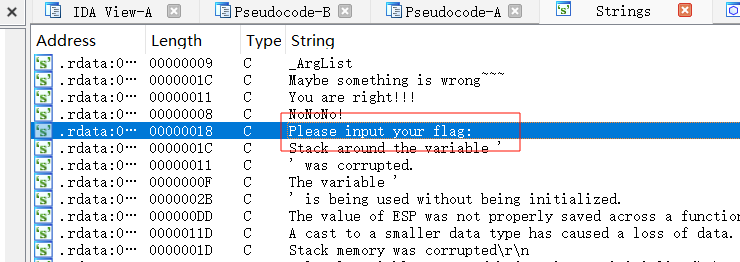 IDA View-A Pseudocode-B Pseudocode-A Strings
Address Length Type String
.rdata:0… 00000009 C _ArgList
.rdata:0… 0000001C C Maybe something is wrong~~~
.rdata:0… 00000011 C You are right!!!
.rdata:0… 00000008 C NoNoNo!
.rdata:0… 00000018 C Please input your flag:
.rdata:0… 0000001C C Stack around the variable '
.rdata:0… 00000011 C ' was corrupted.
.rdata:0… 0000000F C The variable '
.rdata:0… 0000002B C ' is being used without being initialized.
.rdata:0… 000000DD C The value of ESP was not properly saved across a function
.rdata:0… 0000011D C A cast to a smaller data type has caused a loss of data.
.rdata:0… 0000001D C Stack memory was corrupted\r\n